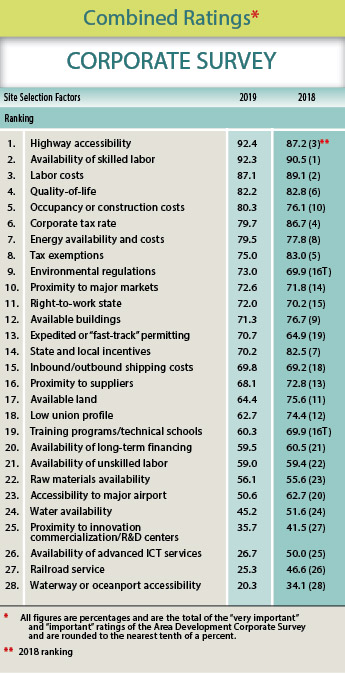 Combined Ratings*
CORPORATE SURVEY
Site Selection Factors 2019 2018
Ranking
1. Highway accessibility 92.4 87.2 (3)**
2. Availability of skilled labor 92.3 90.5 (1)
3. Labor costs 87.1 89.1 (2)
4. Quality-of-life 82.2 82.8 (6)
5. Occupancy or construction costs 80.3 76.1 (10)
6. Corporate tax rate 79.7 86.7 (4)
7. Energy availability and costs 79.5 77.8 (8)
8. Tax exemptions 75.0 83.0 (5)
9. Environmental regulations 73.0 69.9 (16T)
10. Proximity to major markets 72.6 71.8 (14)
11. Right-to-work state 72.0 70.2 (15)
12. Available buildings 71.3 76.7 (9)
13. Expedited or “fast-track” permitting 70.7 64.9 (19)
14. State and local incentives 70.2 82.5 (7)
15. Inbound/outbound shipping costs 69.8 69.2 (18)
16. Proximity to suppliers 68.1 72.8 (13)
17. Available land 64.4 75.6 (11)
18. Low union profile 62.7 74.4 (12)
19. Training programs/technical schools 60.3 69.9 (16T)
20. Availability of long-term financing 59.5 60.5 (21)
21. Availability of unskilled labor 59.0 59.4 (22)
22. Raw materials availability 56.1 55.6 (23)
23. Accessibility to major airport 50.6 62.7 (20)
24. Water availability 45.2 51.6 (24)
25. Proximity to innovation 35.7 41.5 (27)
commercialization/R&D centers
26. Availability of advanced ICT services 26.7 50.0 (25)
27. Railroad service 25.3 46.6 (26)
28. Waterway or oceanport accessibility 20.3 34.1 (28)
* All figures are percentages and are the total of the “very important”
and “important” ratings of the Area Development Corporate Survey
and are rounded to the nearest tenth of a percent.
** 2018 ranking